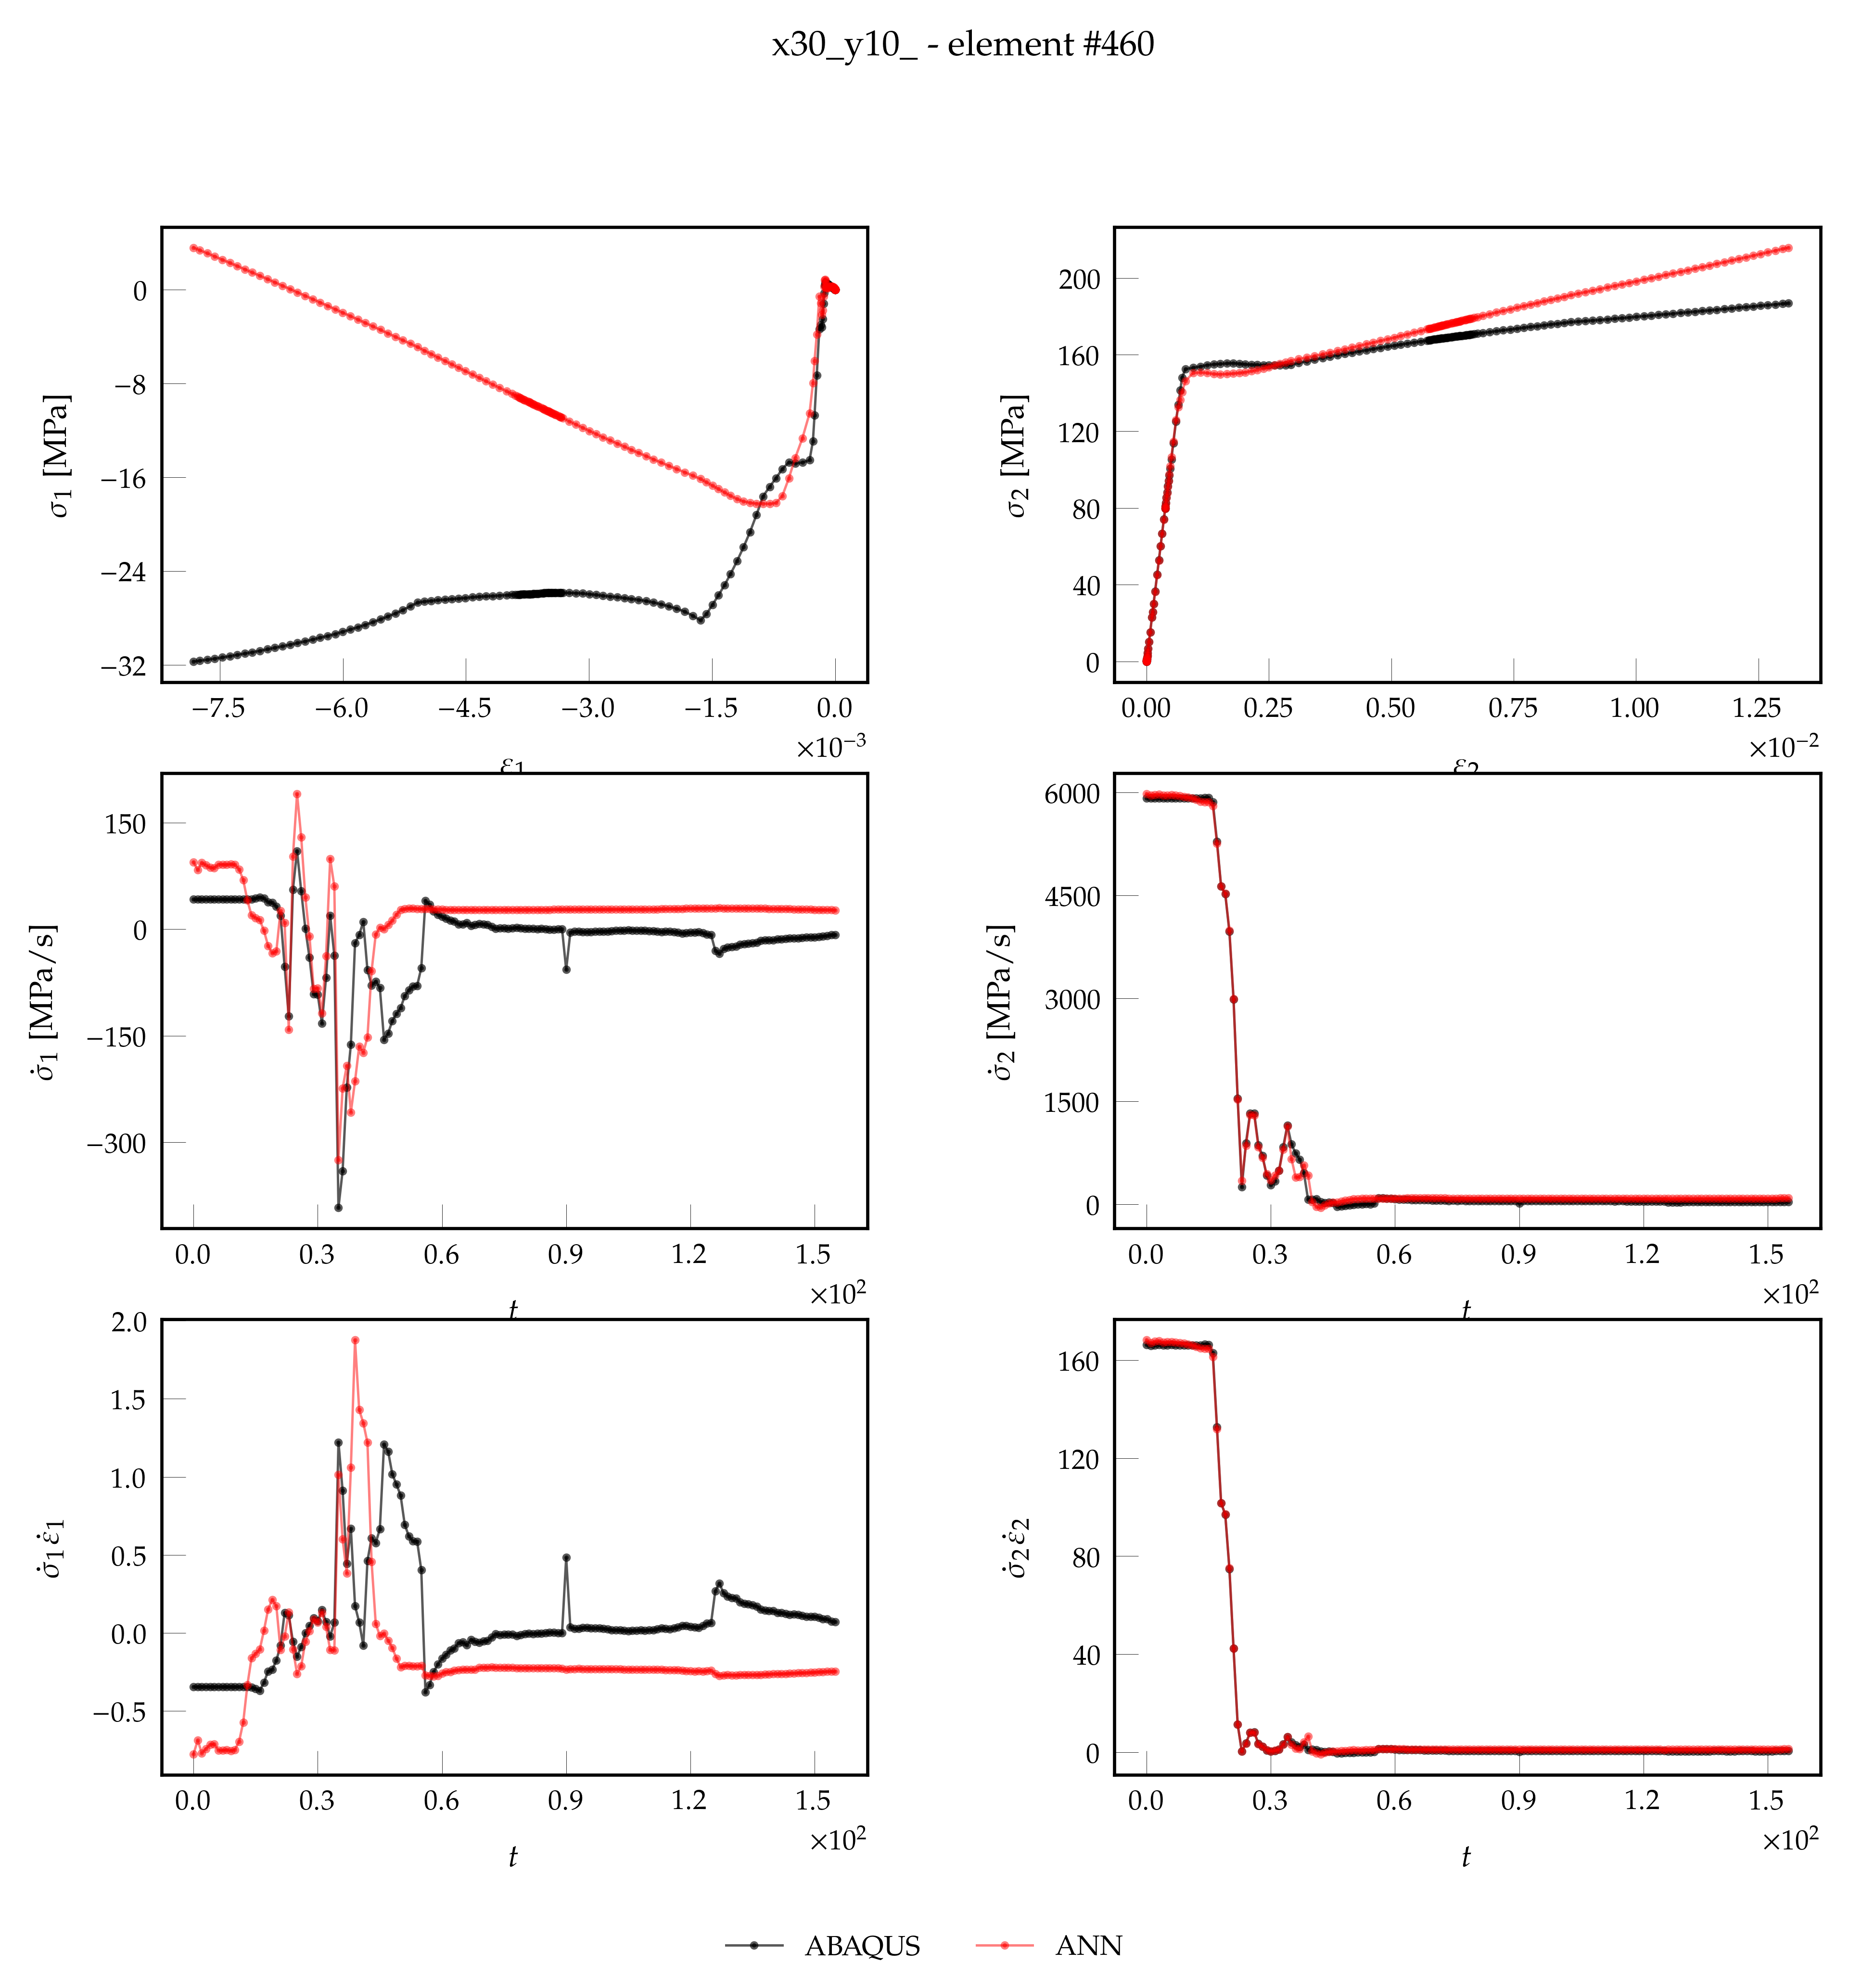 x30_y10_ - element #460
σ₁ [MPa]
0
−8
−16
−24
−32
−7.5 −6.0 −4.5 −3.0 −1.5 0.0
×10⁻³
ε₁
σ₂ [MPa]
200
160
120
80
40
0
0.00 0.25 0.50 0.75 1.00 1.25
×10⁻²
ε₂
σ̇₁ [MPa/s]
150
0
−150
−300
0.0 0.3 0.6 0.9 1.2 1.5
×10²
t
σ̇₂ [MPa/s]
6000
4500
3000
1500
0
0.0 0.3 0.6 0.9 1.2 1.5
×10²
t
σ̇₁ε̇₁
2.0
1.5
1.0
0.5
0.0
−0.5
0.0 0.3 0.6 0.9 1.2 1.5
×10²
t
σ̇₂ε̇₂
160
120
80
40
0
0.0 0.3 0.6 0.9 1.2 1.5
×10²
t
ABAQUS ANN